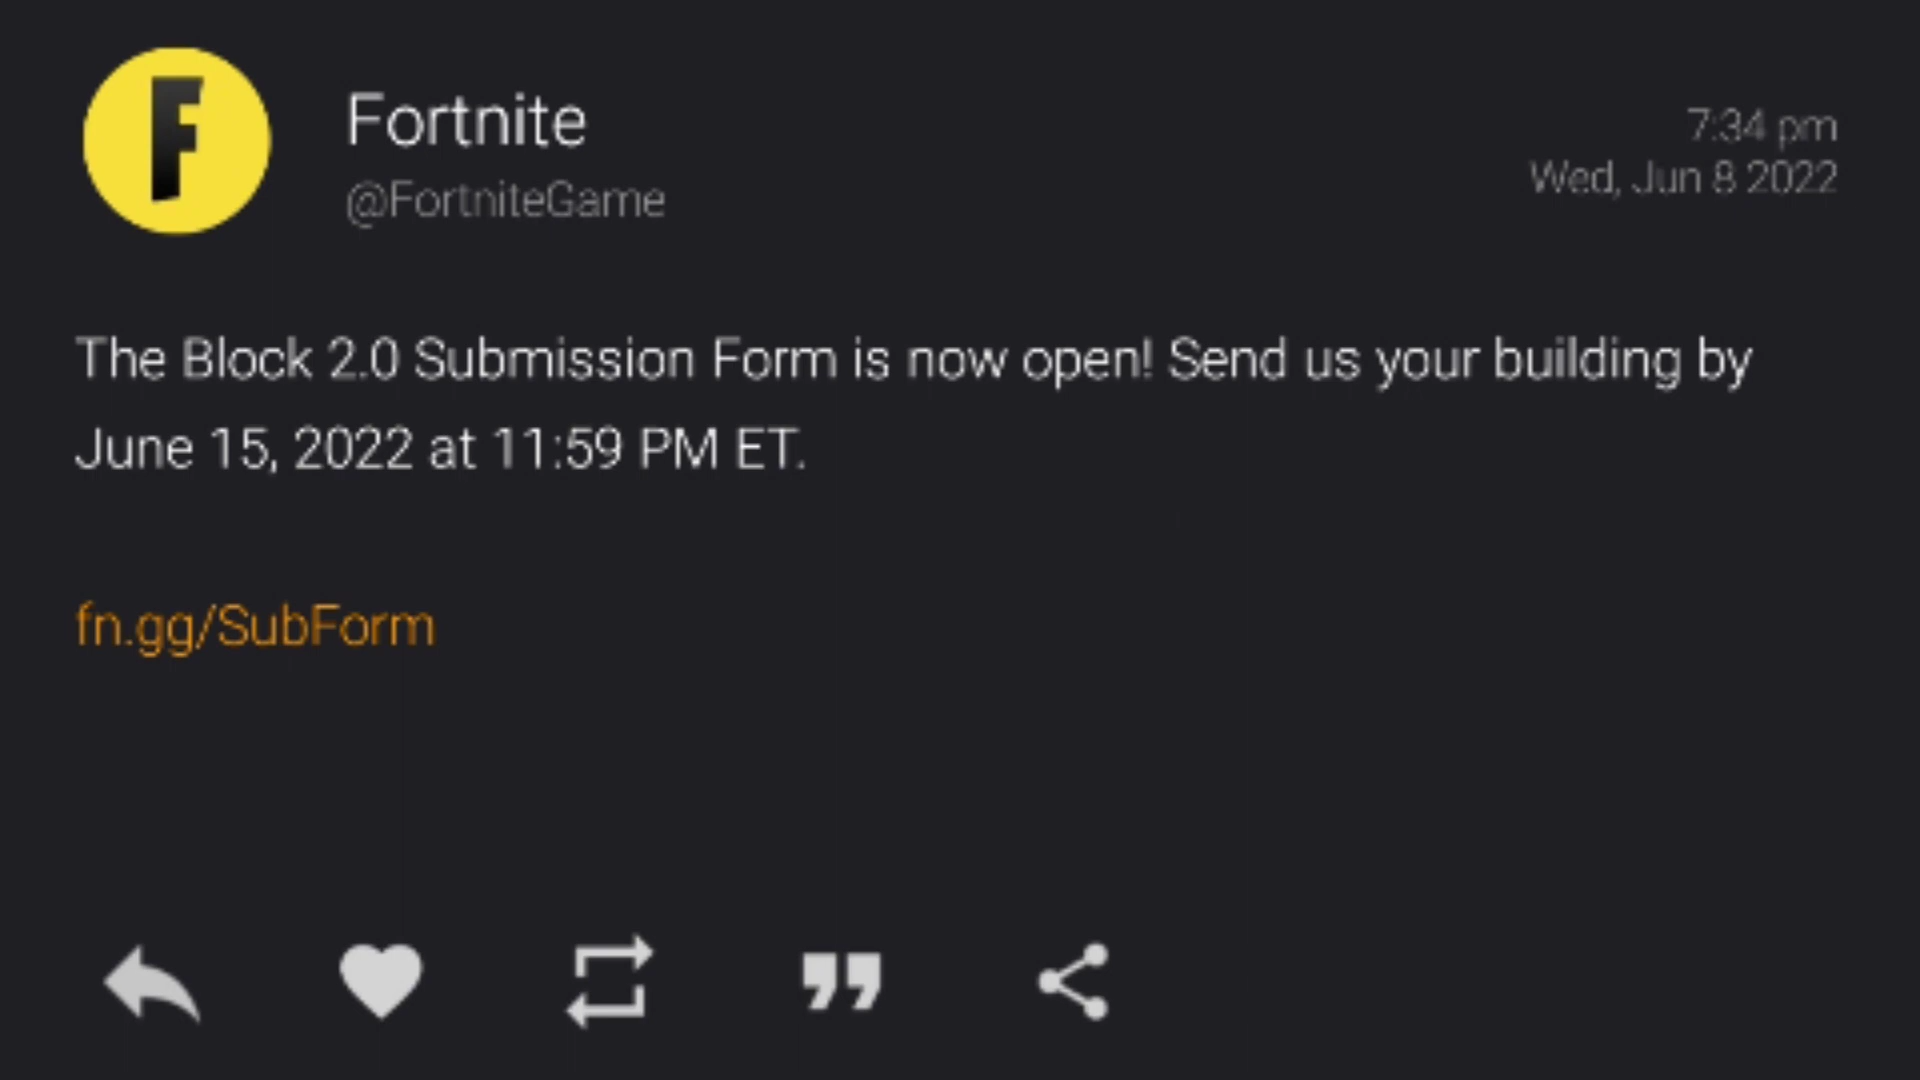 F
Fortnite
@FortniteGame
7:34 pm
Wed, Jun 8 2022
The Block 2.0 Submission Form is now open! Send us your building by
June 15, 2022 at 11:59 PM ET.
fn.gg/SubForm